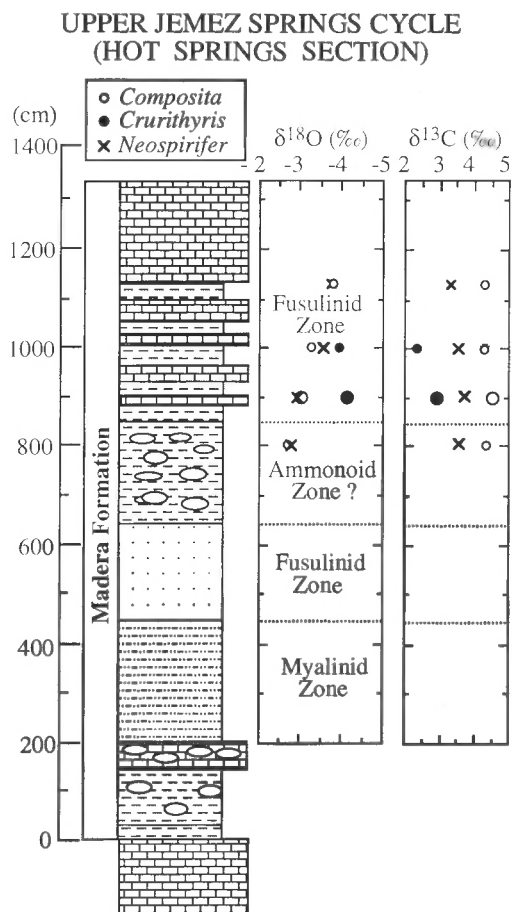 UPPER JEMEZ SPRINGS CYCLE
(HOT SPRINGS SECTION)
○ Composita
● Crurithyris
× Neospirifer
(cm)
1400
1200
1000
800
600
400
200
0
Madera Formation
δ18O (‰)
-2 -3 -4 -5
δ13C (‰)
2 3 4 5
Fusulinid
Zone
Ammonoid
Zone ?
Fusulinid
Zone
Myalinid
Zone